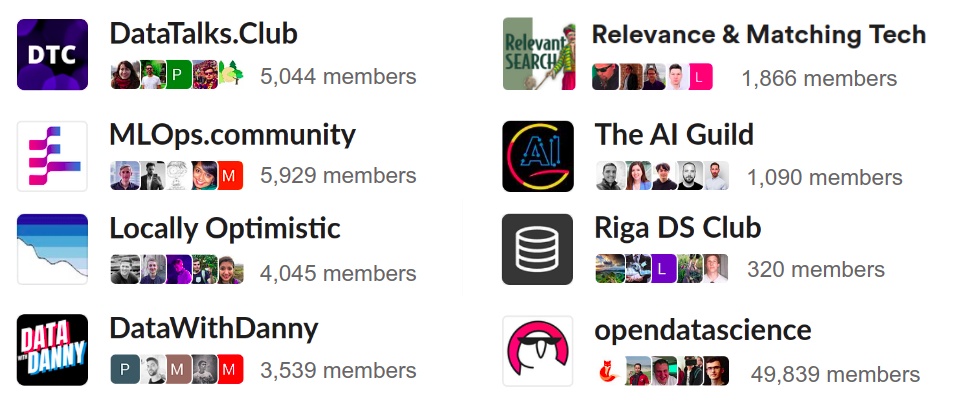 DTC
DataTalks.Club
P
5,044 members
MLOps.community
M
5,929 members
Locally Optimistic
4,045 members
DATA
WITH
DANNY
DataWithDanny
P M M
3,539 members
Relevant
SEARCH
Relevance & Matching Tech
L
1,866 members
AI
The AI Guild
1,090 members
Riga DS Club
L
320 members
opendatascience
49,839 members